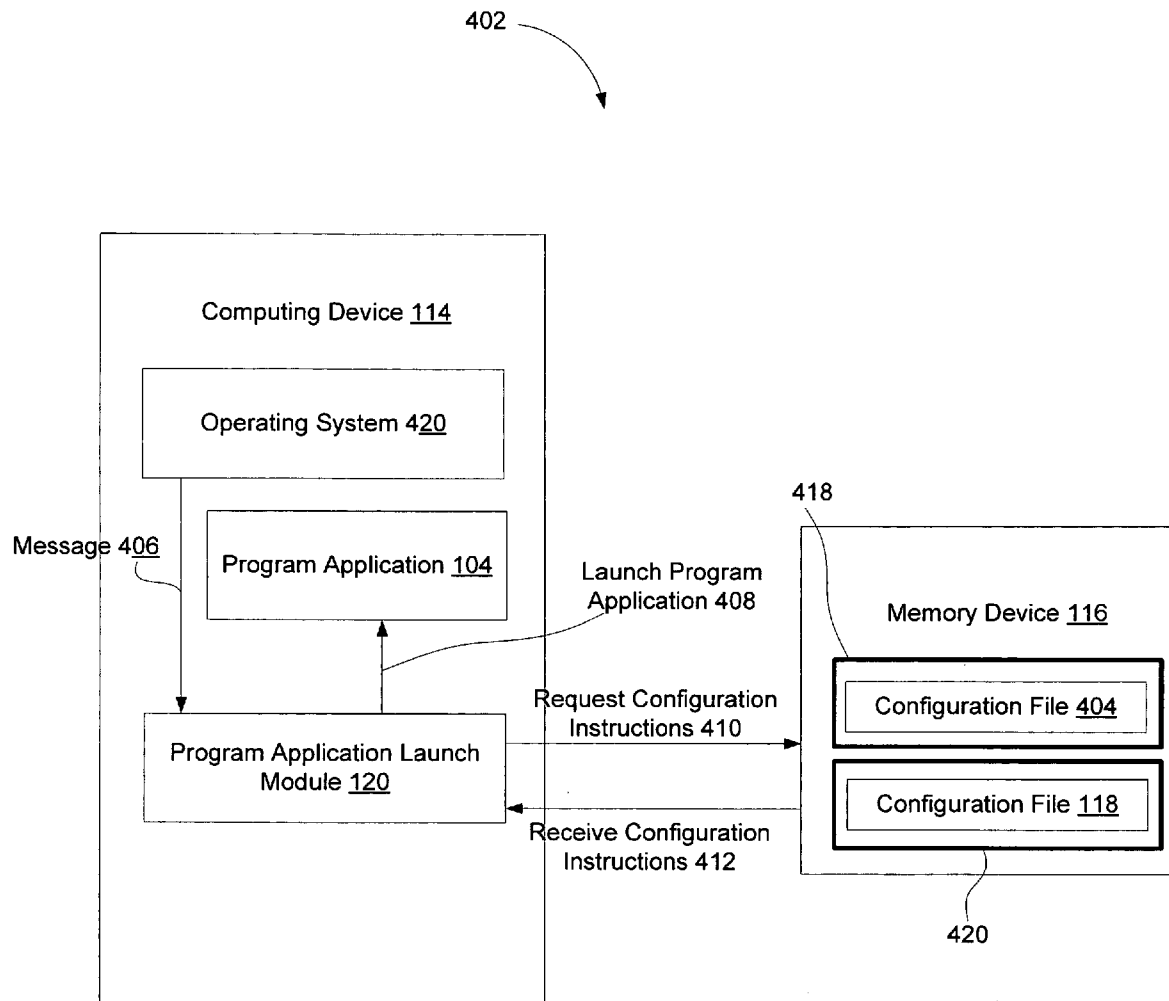 402
Computing Device 114
Operating System 420
Message 406
Program Application 104
Launch Program
Application 408
418
Memory Device 116
Configuration File 404
Request Configuration
Instructions 410
Program Application Launch
Module 120
Configuration File 118
Receive Configuration
Instructions 412
420